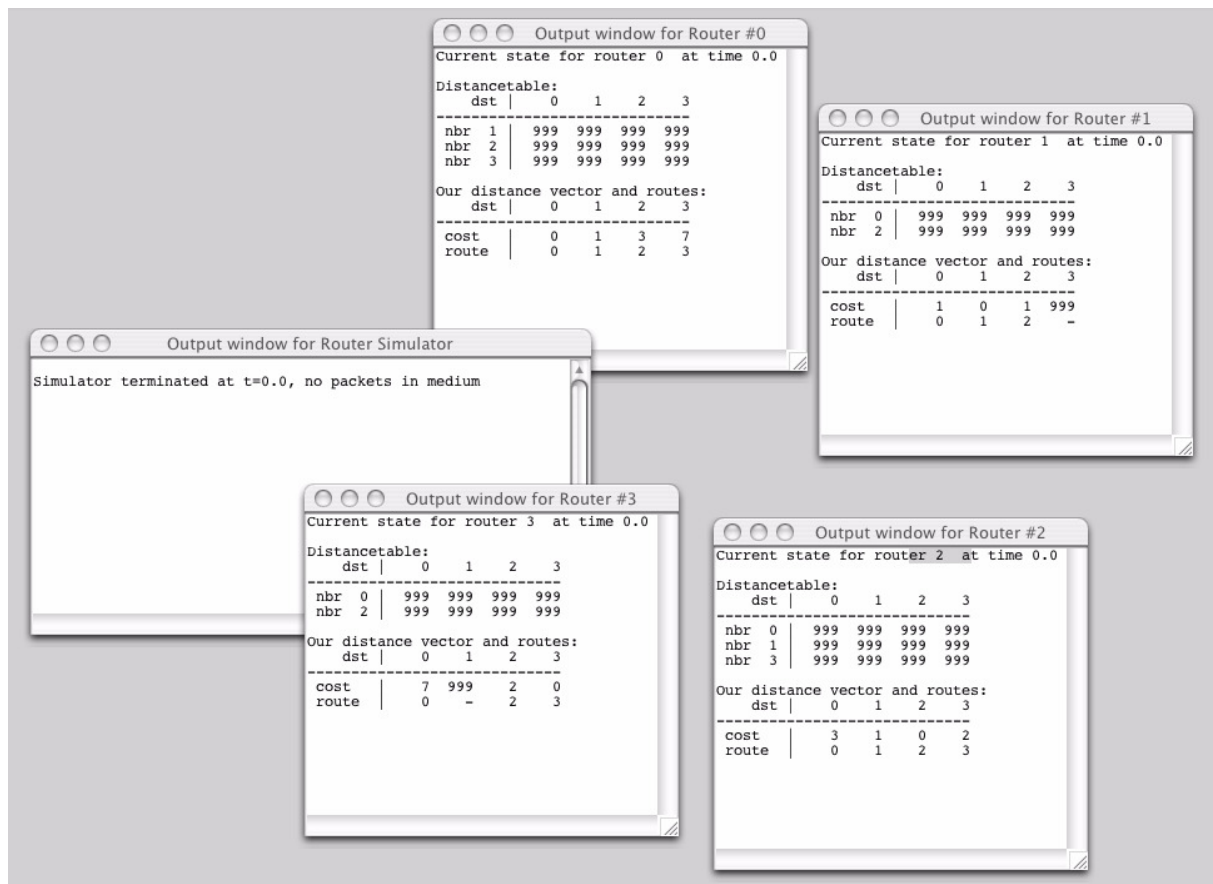 Output window for Router #0
Current state for router 0  at time 0.0
Distancetable:
    dst |    0    1    2    3
-----------------------------
 nbr  1 |  999  999  999  999
 nbr  2 |  999  999  999  999
 nbr  3 |  999  999  999  999
Our distance vector and routes:
    dst |    0    1    2    3
-----------------------------
 cost   |    0    1    3    7
 route  |    0    1    2    3
Output window for Router #1
Current state for router 1  at time 0.0
Distancetable:
    dst |    0    1    2    3
-----------------------------
 nbr  0 |  999  999  999  999
 nbr  2 |  999  999  999  999
Our distance vector and routes:
    dst |    0    1    2    3
-----------------------------
 cost   |    1    0    1  999
 route  |    0    1    2    -
Output window for Router Simulator
Simulator terminated at t=0.0, no packets in medium
Output window for Router #3
Current state for router 3  at time 0.0
Distancetable:
    dst |    0    1    2    3
-----------------------------
 nbr  0 |  999  999  999  999
 nbr  2 |  999  999  999  999
Our distance vector and routes:
    dst |    0    1    2    3
-----------------------------
 cost   |    7  999    2    0
 route  |    0    -    2    3
Output window for Router #2
Current state for router 2  at time 0.0
Distancetable:
    dst |    0    1    2    3
-----------------------------
 nbr  0 |  999  999  999  999
 nbr  1 |  999  999  999  999
 nbr  3 |  999  999  999  999
Our distance vector and routes:
    dst |    0    1    2    3
-----------------------------
 cost   |    3    1    0    2
 route  |    0    1    2    3